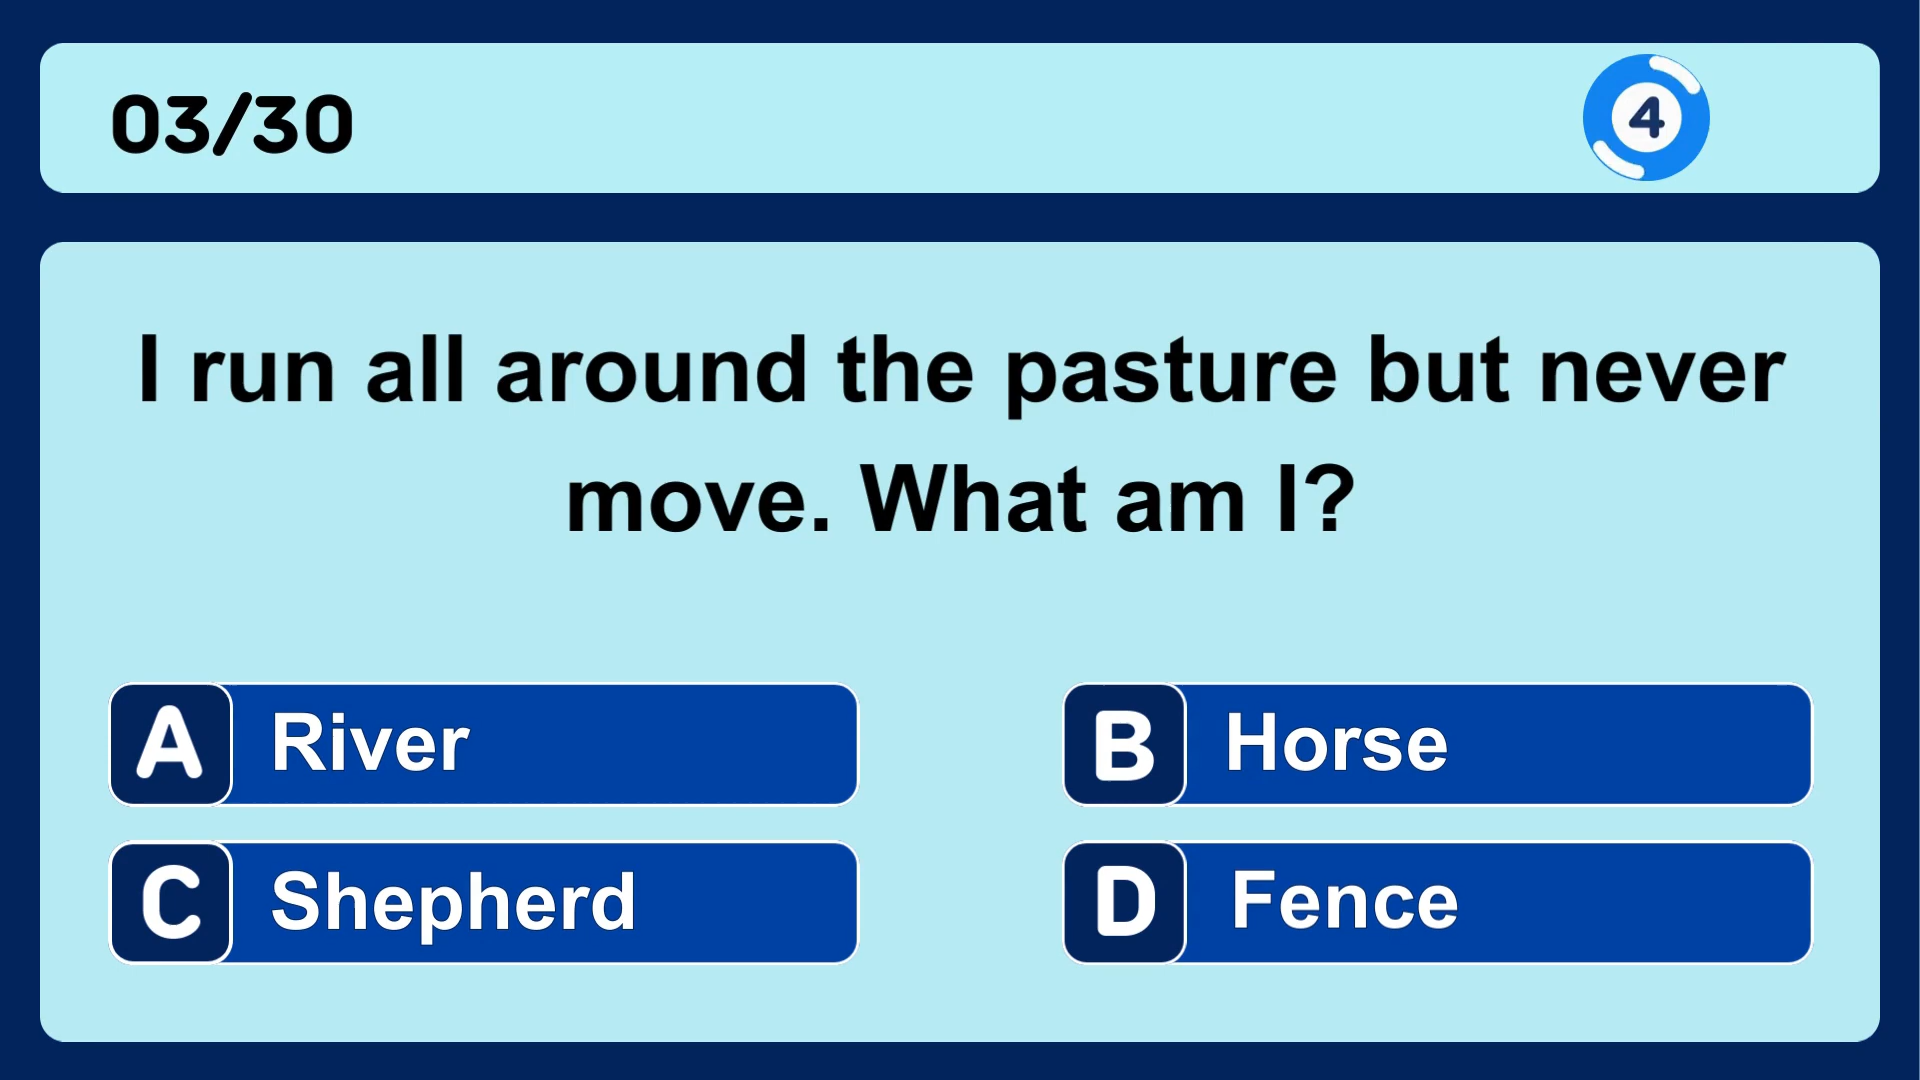 03/30
4
I run all around the pasture but never
move. What am I?
A River
B Horse
C Shepherd
D Fence